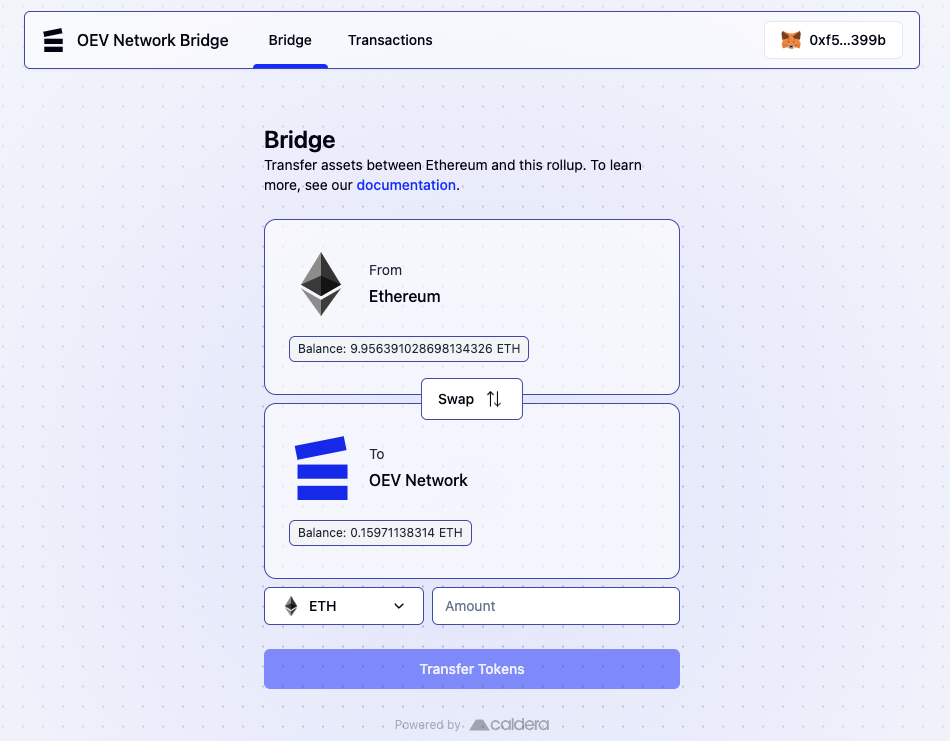 OEV Network Bridge
Bridge
Transactions
0xf5...399b
Bridge
Transfer assets between Ethereum and this rollup. To learn
more, see our documentation.
From
Ethereum
Balance: 9.956391028698134326 ETH
Swap
To
OEV Network
Balance: 0.15971138314 ETH
ETH
Amount
Transfer Tokens
Powered by caldera